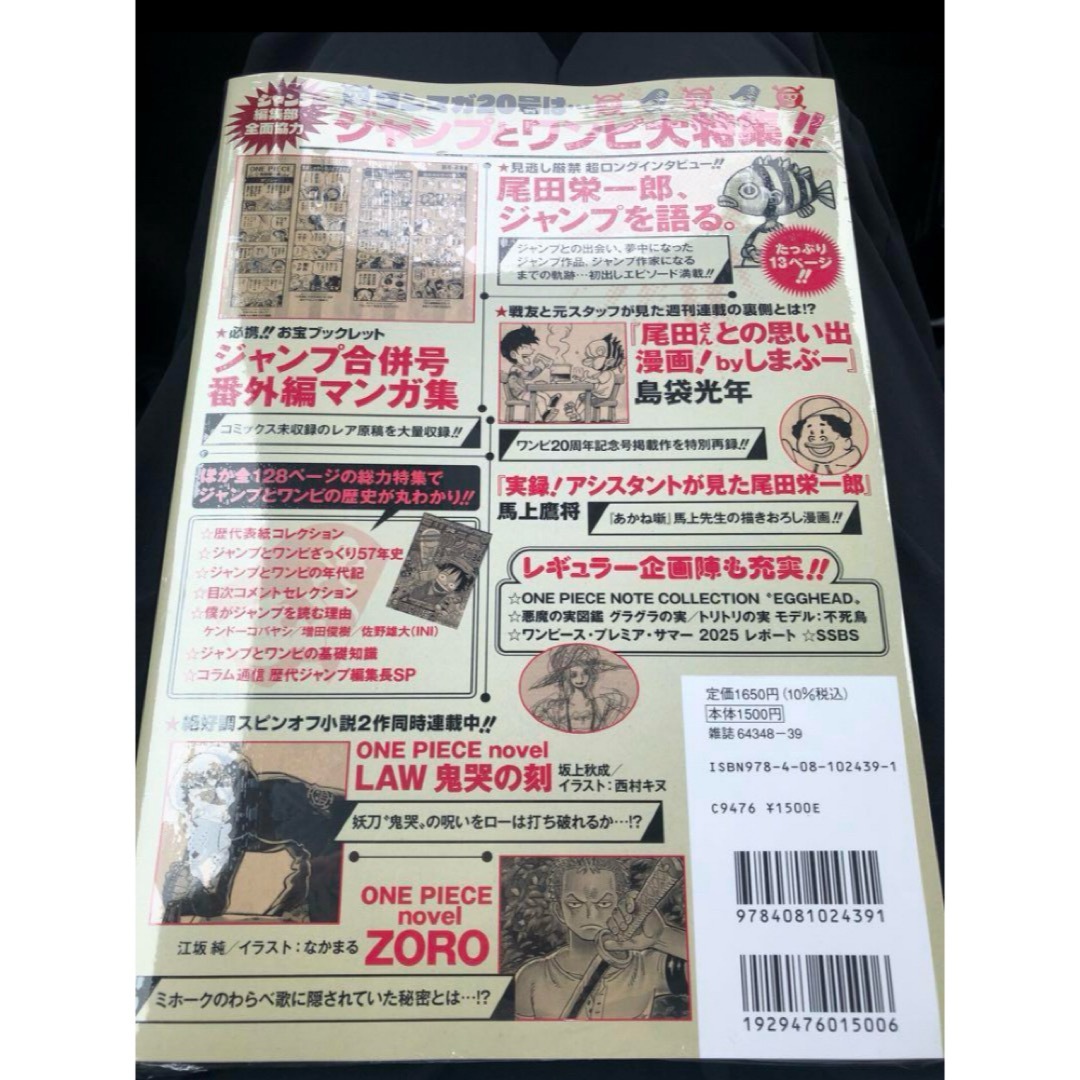 ジャンプ
編集部
全面協力
ワンマガ20号は
ジャンプとワンピ大特集!!
ONE PIECE
★見逃し厳禁 超ロングインタビュー!!
尾田栄一郎、
ジャンプを語る。
ジャンプとの出会い、夢中になった
ジャンプ作品、ジャンプ作家になる
までの軌跡…初出しエピソード満載!!
たっぷり
13ページ
!!
★必携!! お宝ブックレット
ジャンプ合併号
番外編マンガ集
コミックス未収録のレア原稿を大量収録!!
★戦友と元スタッフが見た週刊連載の裏側とは!?
『尾田さんとの思い出
漫画!byしまぶー』
島袋光年
ワンピ20周年記念号掲載作を特別再録!!
『実録!アシスタントが見た尾田栄一郎』
馬上鷹将
『あかね噺』馬上先生の描きおろし漫画!!
ほか全128ページの総力特集で
ジャンプとワンピの歴史が丸わかり!!
☆歴代表紙コレクション
☆ジャンプとワンピざっくり57年史
☆ジャンプとワンピの年代記
☆目次コメントセレクション
☆僕がジャンプを読む理由
ケンドーコバヤシ/増田俊樹/佐野雄大(INI)
☆ジャンプとワンピの基礎知識
☆コラム通信 歴代ジャンプ編集長SP
レギュラー企画陣も充実!!
☆ONE PIECE NOTE COLLECTION “EGGHEAD„
☆悪魔の実図鑑 グラグラの実/トリトリの実 モデル:不死鳥
☆ワンピース・プレミア・サマー 2025 レポート ☆SSBS
★絶好調スピンオフ小説2作同時連載中!!
ONE PIECE novel
LAW 鬼哭の刻
坂上秋成/
イラスト:西村キヌ
妖刀“鬼哭„の呪いをローは打ち破れるか…!?
ONE PIECE
novel
ZORO
江坂 純/イラスト:なかまる
ミホークのわらべ歌に隠されていた秘密とは…!?
定価1650円(10%税込)
本体1500円
雑誌 64348-39
ISBN978-4-08-102439-1
C9476 ¥1500E
9784081024391
1929476015006